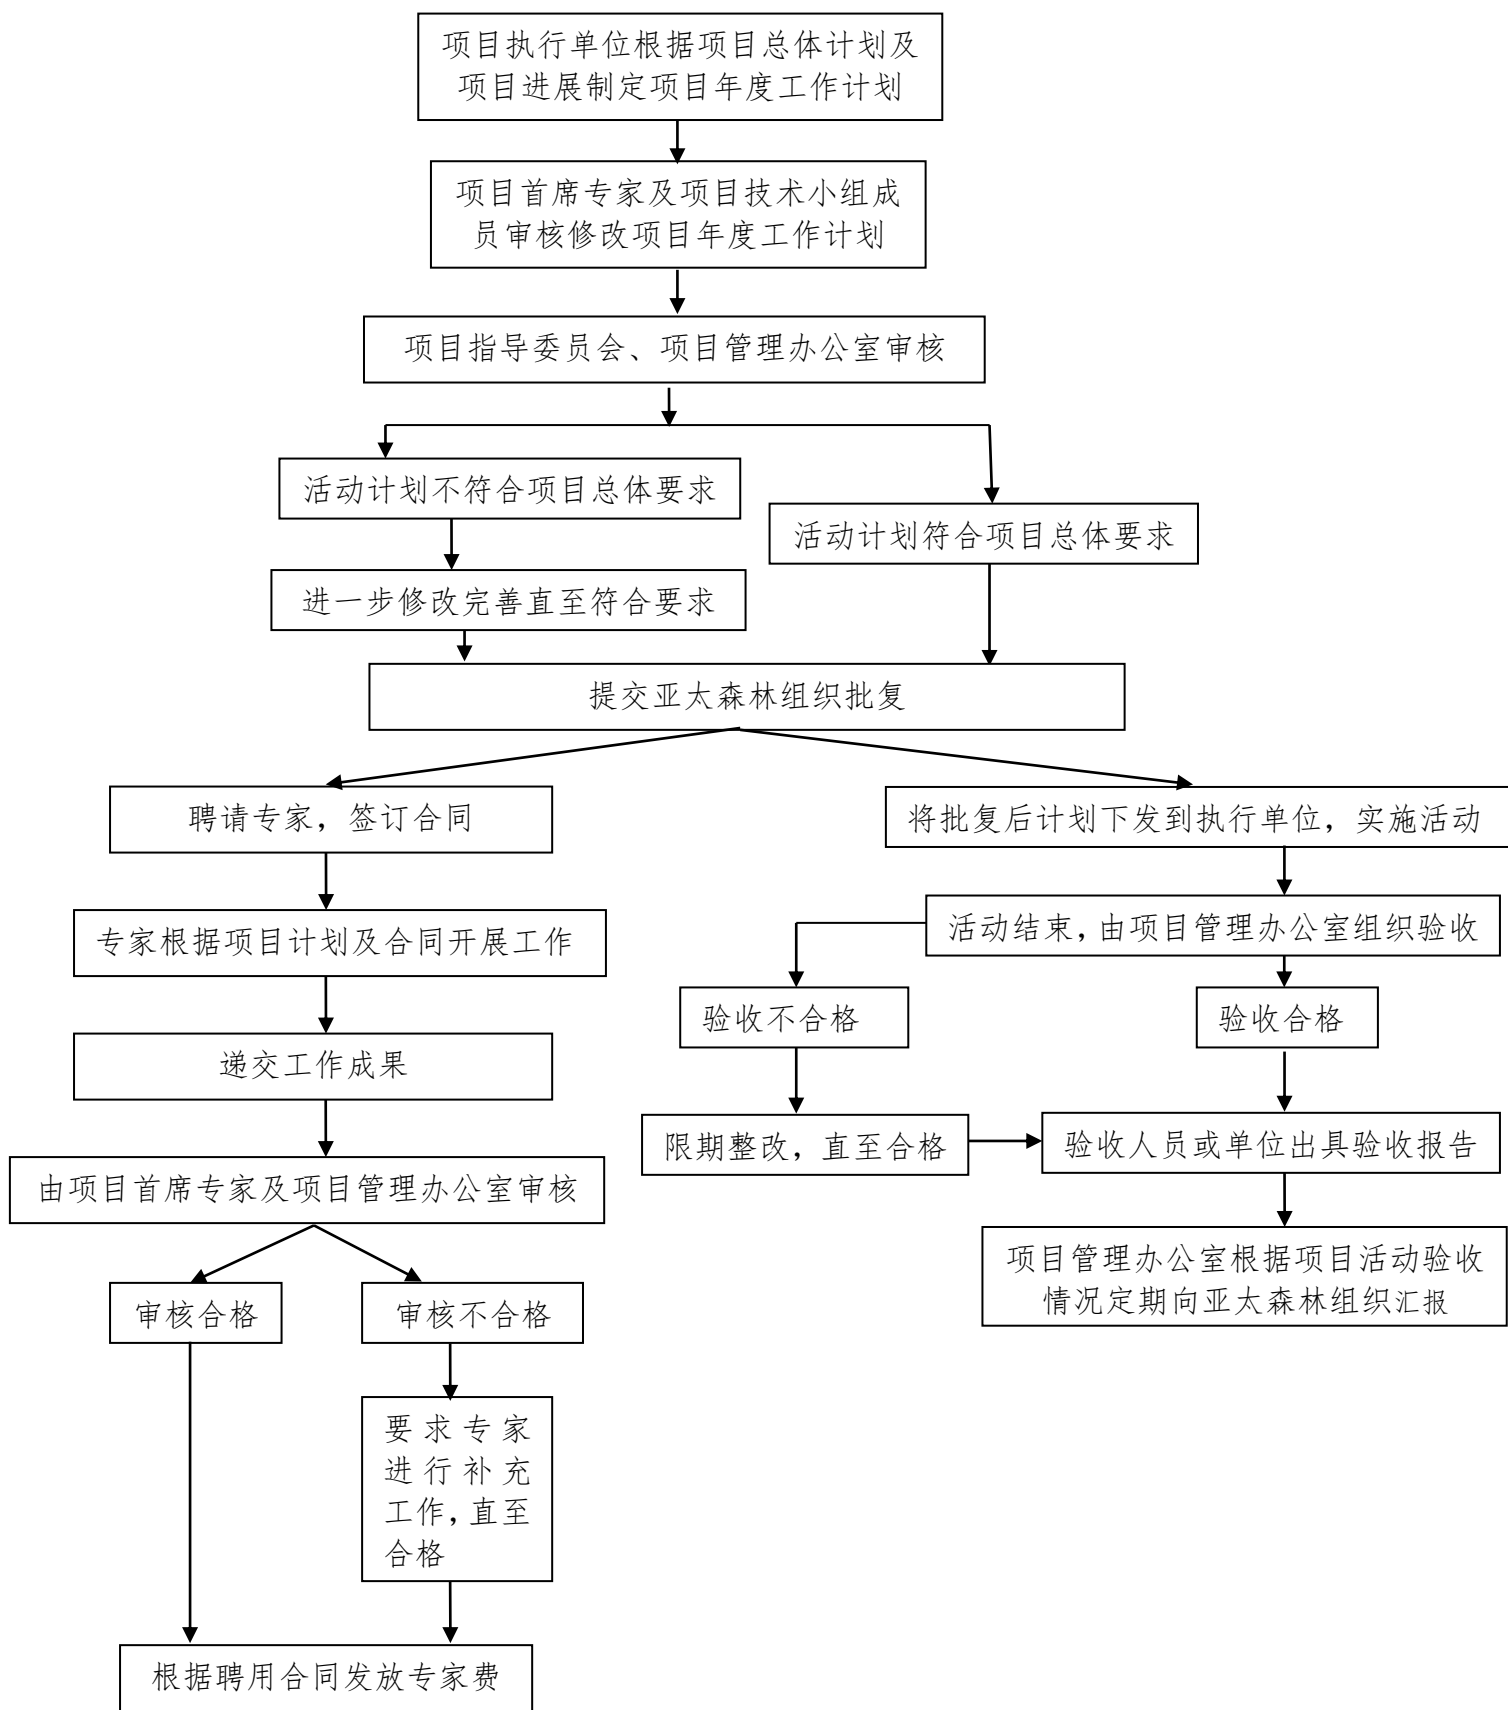 项目执行单位根据项目总体计划及
项目进展制定项目年度工作计划
项目首席专家及项目技术小组成
员审核修改项目年度工作计划
项目指导委员会、项目管理办公室审核
活动计划不符合项目总体要求
活动计划符合项目总体要求
进一步修改完善直至符合要求
提交亚太森林组织批复
聘请专家，签订合同
将批复后计划下发到执行单位，实施活动
专家根据项目计划及合同开展工作
活动结束，由项目管理办公室组织验收
验收不合格
验收合格
递交工作成果
限期整改，直至合格
验收人员或单位出具验收报告
由项目首席专家及项目管理办公室审核
项目管理办公室根据项目活动验收
情况定期向亚太森林组织汇报
审核合格
审核不合格
要求专家
进行补充
工作，直至
合格
根据聘用合同发放专家费